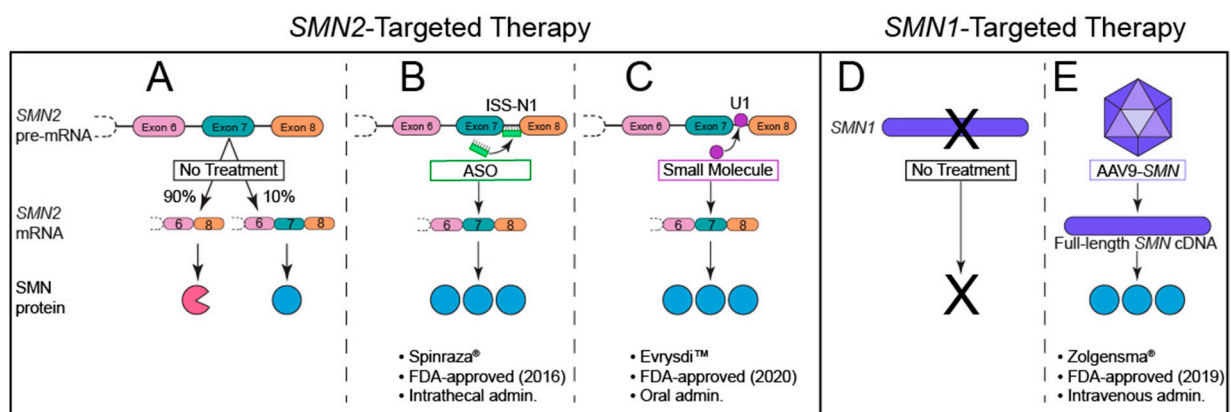 SMN2-Targeted Therapy
SMN1-Targeted Therapy
A
B
C
D
E
SMN2
pre-mRNA
Exon 6
Exon 7
Exon 8
No Treatment
90%
10%
SMN2
mRNA
6
8
6
7
8
SMN
protein
ISS-N1
Exon 6
Exon 7
Exon 8
ASO
6
7
8
• Spinraza®
• FDA-approved (2016)
• Intrathecal admin.
U1
Exon 6
Exon 7
Exon 8
Small Molecule
6
7
8
• Evrysdi™
• FDA-approved (2020)
• Oral admin.
SMN1
X
No Treatment
X
AAV9-SMN
Full-length SMN cDNA
• Zolgensma®
• FDA-approved (2019)
• Intravenous admin.